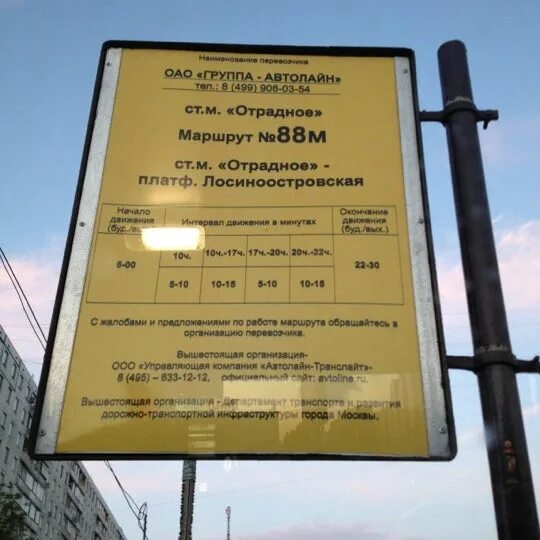 Наименование перевозчика
ОАО «ГРУППА - АВТОЛАЙН»
тел.: 8 (499) 906-03-54
ст.м. «Отрадное»
Маршрут №88м
ст.м. «Отрадное» -
платф. Лосиноостровская
Начало движения (буд./вых.)
Интервал движения в минутах
Окончание движения (буд./вых.)
6-00
10ч. 10ч.-17ч. 17ч.-20ч. 20ч.-22ч.
22-30
5-10 10-15 5-10 10-15
С жалобами и предложениями по работе маршрута обращайтесь в
организацию перевозчика.
Вышестоящая организация-
ООО «Управляющая компания «Автолайн-Транслайт»-
8 (495) – 633-12-12, официальный сайт: avtoline.ru.
Вышестоящая организация - Департамент транспорта и развития
дорожно-транспортной инфраструктуры города Москвы.